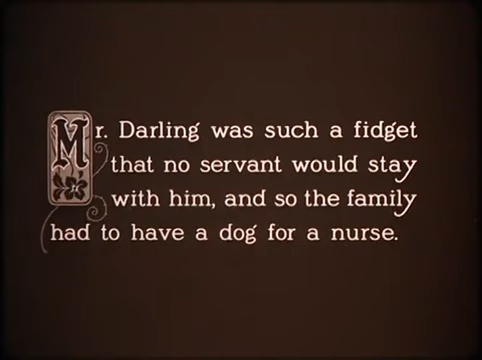 Mr. Darling was such a fidget
that no servant would stay
with him, and so the family
had to have a dog for a nurse.